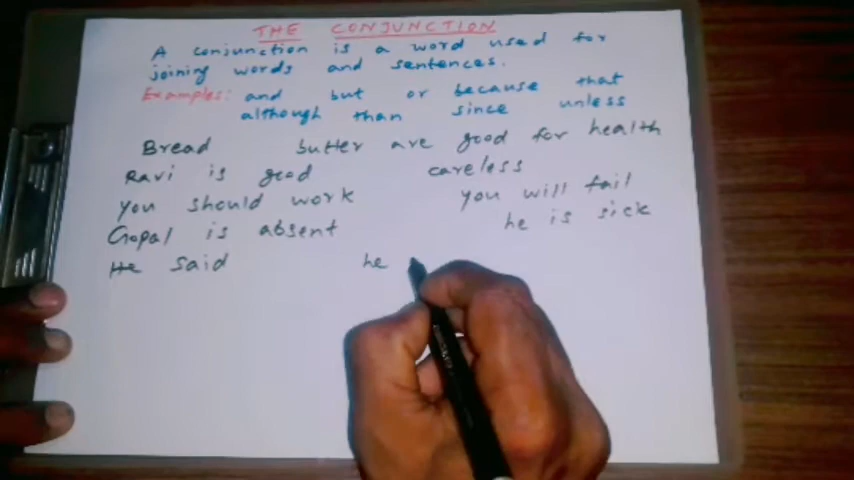 THE CONJUNCTION
A conjunction is a word used for
joining words and sentences.
Examples: and but or because that
although than since unless
Bread butter are good for health
Ravi is good careless
You should work you will fail
Gopal is absent he is sick
He said he